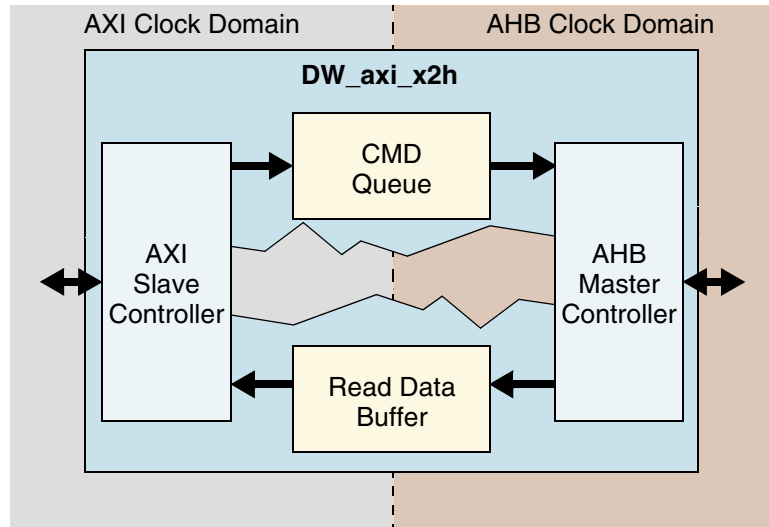 AXI Clock Domain
AHB Clock Domain
DW_axi_x2h
CMD
Queue
AXI
Slave
Controller
AHB
Master
Controller
Read Data
Buffer